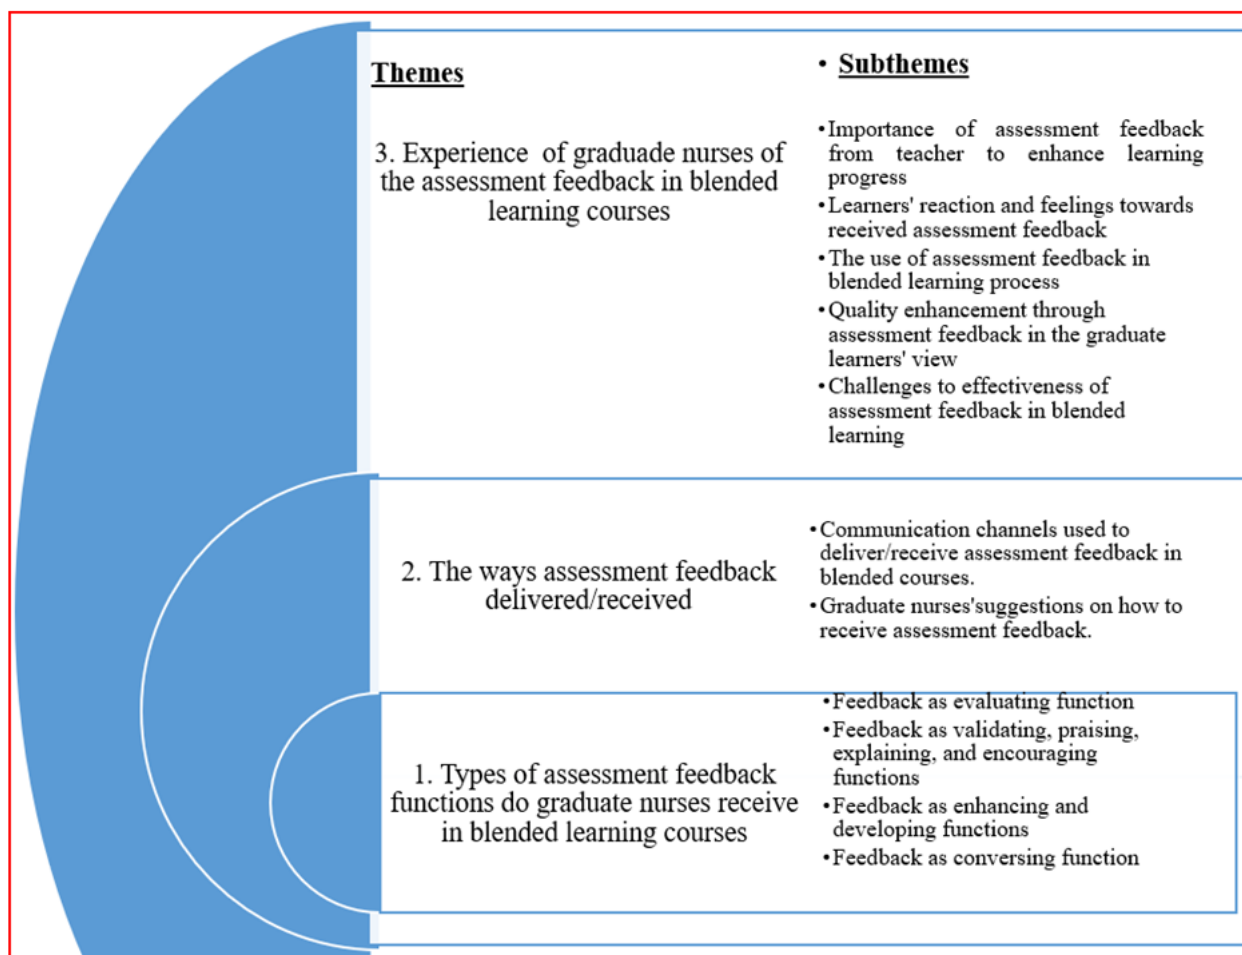 Themes
• Subthemes
3. Experience of graduade nurses of
the assessment feedback in blended
learning courses
•Importance of assessment feedback
from teacher to enhance learning
progress
•Learners' reaction and feelings towards
received assessment feedback
•The use of assessment feedback in
blended learning process
•Quality enhancement through
assessment feedback in the graduate
learners' view
•Challenges to effectiveness of
assessment feedback in blended
learning
2. The ways assessment feedback
delivered/received
•Communication channels used to
deliver/receive assessment feedback in
blended courses.
•Graduate nurses'suggestions on how to
receive assessment feedback.
1. Types of assessment feedback
functions do graduate nurses receive
in blended learning courses
•Feedback as evaluating function
•Feedback as validating, praising,
explaining, and encouraging
functions
•Feedback as enhancing and
developing functions
•Feedback as conversing function